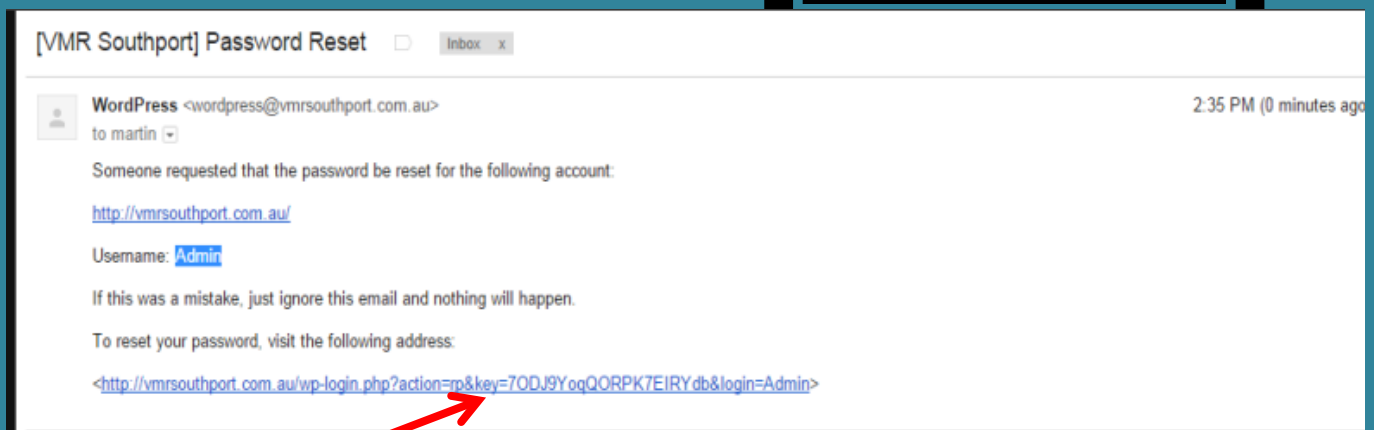 [VMR Southport] Password Reset Inbox x
WordPress <wordpress@vmrsouthport.com.au> 2:35 PM (0 minutes ago
to martin
Someone requested that the password be reset for the following account:
http://vmrsouthport.com.au/
Username: Admin
If this was a mistake, just ignore this email and nothing will happen.
To reset your password, visit the following address:
<http://vmrsouthport.com.au/wp-login.php?action=rp&key=7ODJ9YoqQORPK7EIRYdb&login=Admin>